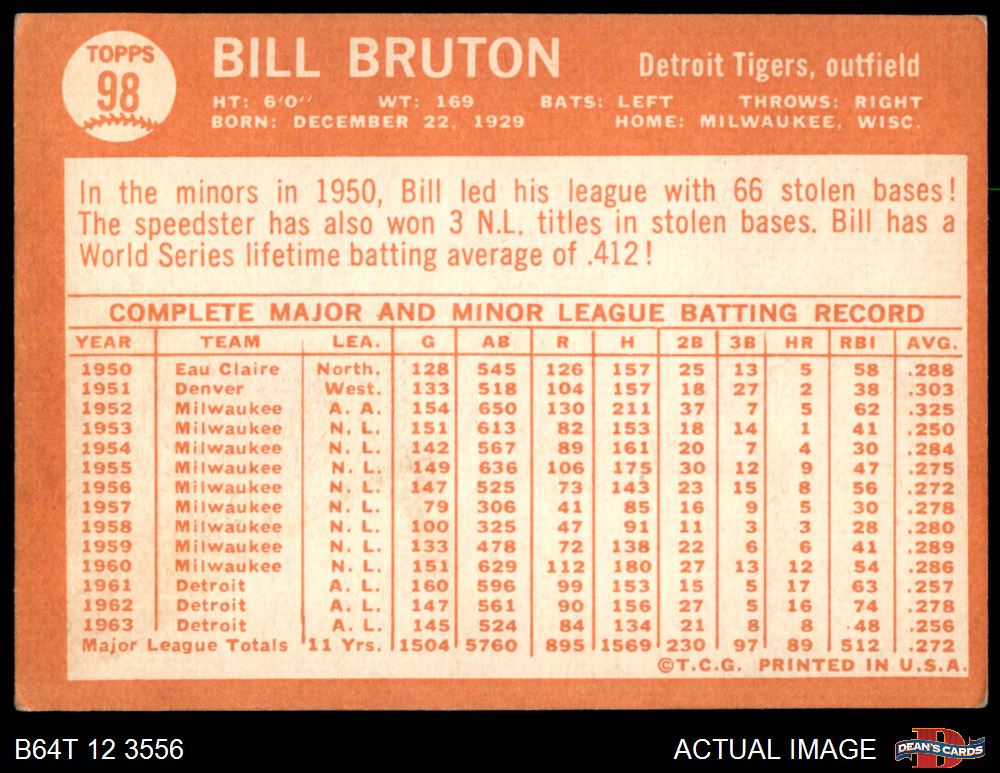 TOPPS
98
BILL BRUTON
Detroit Tigers, outfield
HT: 6'0" WT: 169 BATS: LEFT THROWS: RIGHT
BORN: DECEMBER 22, 1929 HOME: MILWAUKEE, WISC.
In the minors in 1950, Bill led his league with 66 stolen bases!
The speedster has also won 3 N.L. titles in stolen bases. Bill has a
World Series lifetime batting average of .412!
COMPLETE MAJOR AND MINOR LEAGUE BATTING RECORD
YEAR TEAM LEA. G AB R H 2B 3B HR RBI AVG.
1950 Eau Claire North. 128 545 126 157 25 13 5 58 .288
1951 Denver West. 133 518 104 157 18 27 2 38 .303
1952 Milwaukee A. A. 154 650 130 211 37 7 5 62 .325
1953 Milwaukee N. L. 151 613 82 153 18 14 1 41 .250
1954 Milwaukee N. L. 142 567 89 161 20 7 4 30 .284
1955 Milwaukee N. L. 149 636 106 175 30 12 9 47 .275
1956 Milwaukee N. L. 147 525 73 143 23 15 8 56 .272
1957 Milwaukee N. L. 79 306 41 85 16 9 5 30 .278
1958 Milwaukee N. L. 100 325 47 91 11 3 3 28 .280
1959 Milwaukee N. L. 133 478 72 138 22 6 6 41 .289
1960 Milwaukee N. L. 151 629 112 180 27 13 12 54 .286
1961 Detroit A. L. 160 596 99 153 15 5 17 63 .257
1962 Detroit A. L. 147 561 90 156 27 5 16 74 .278
1963 Detroit A. L. 145 524 84 134 21 8 8 48 .256
Major League Totals 11 Yrs. 1504 5760 895 1569 230 97 89 512 .272
©T.C.G. PRINTED IN U.S.A.
B64T 12 3556
ACTUAL IMAGE
D
DEAN'S CARDS